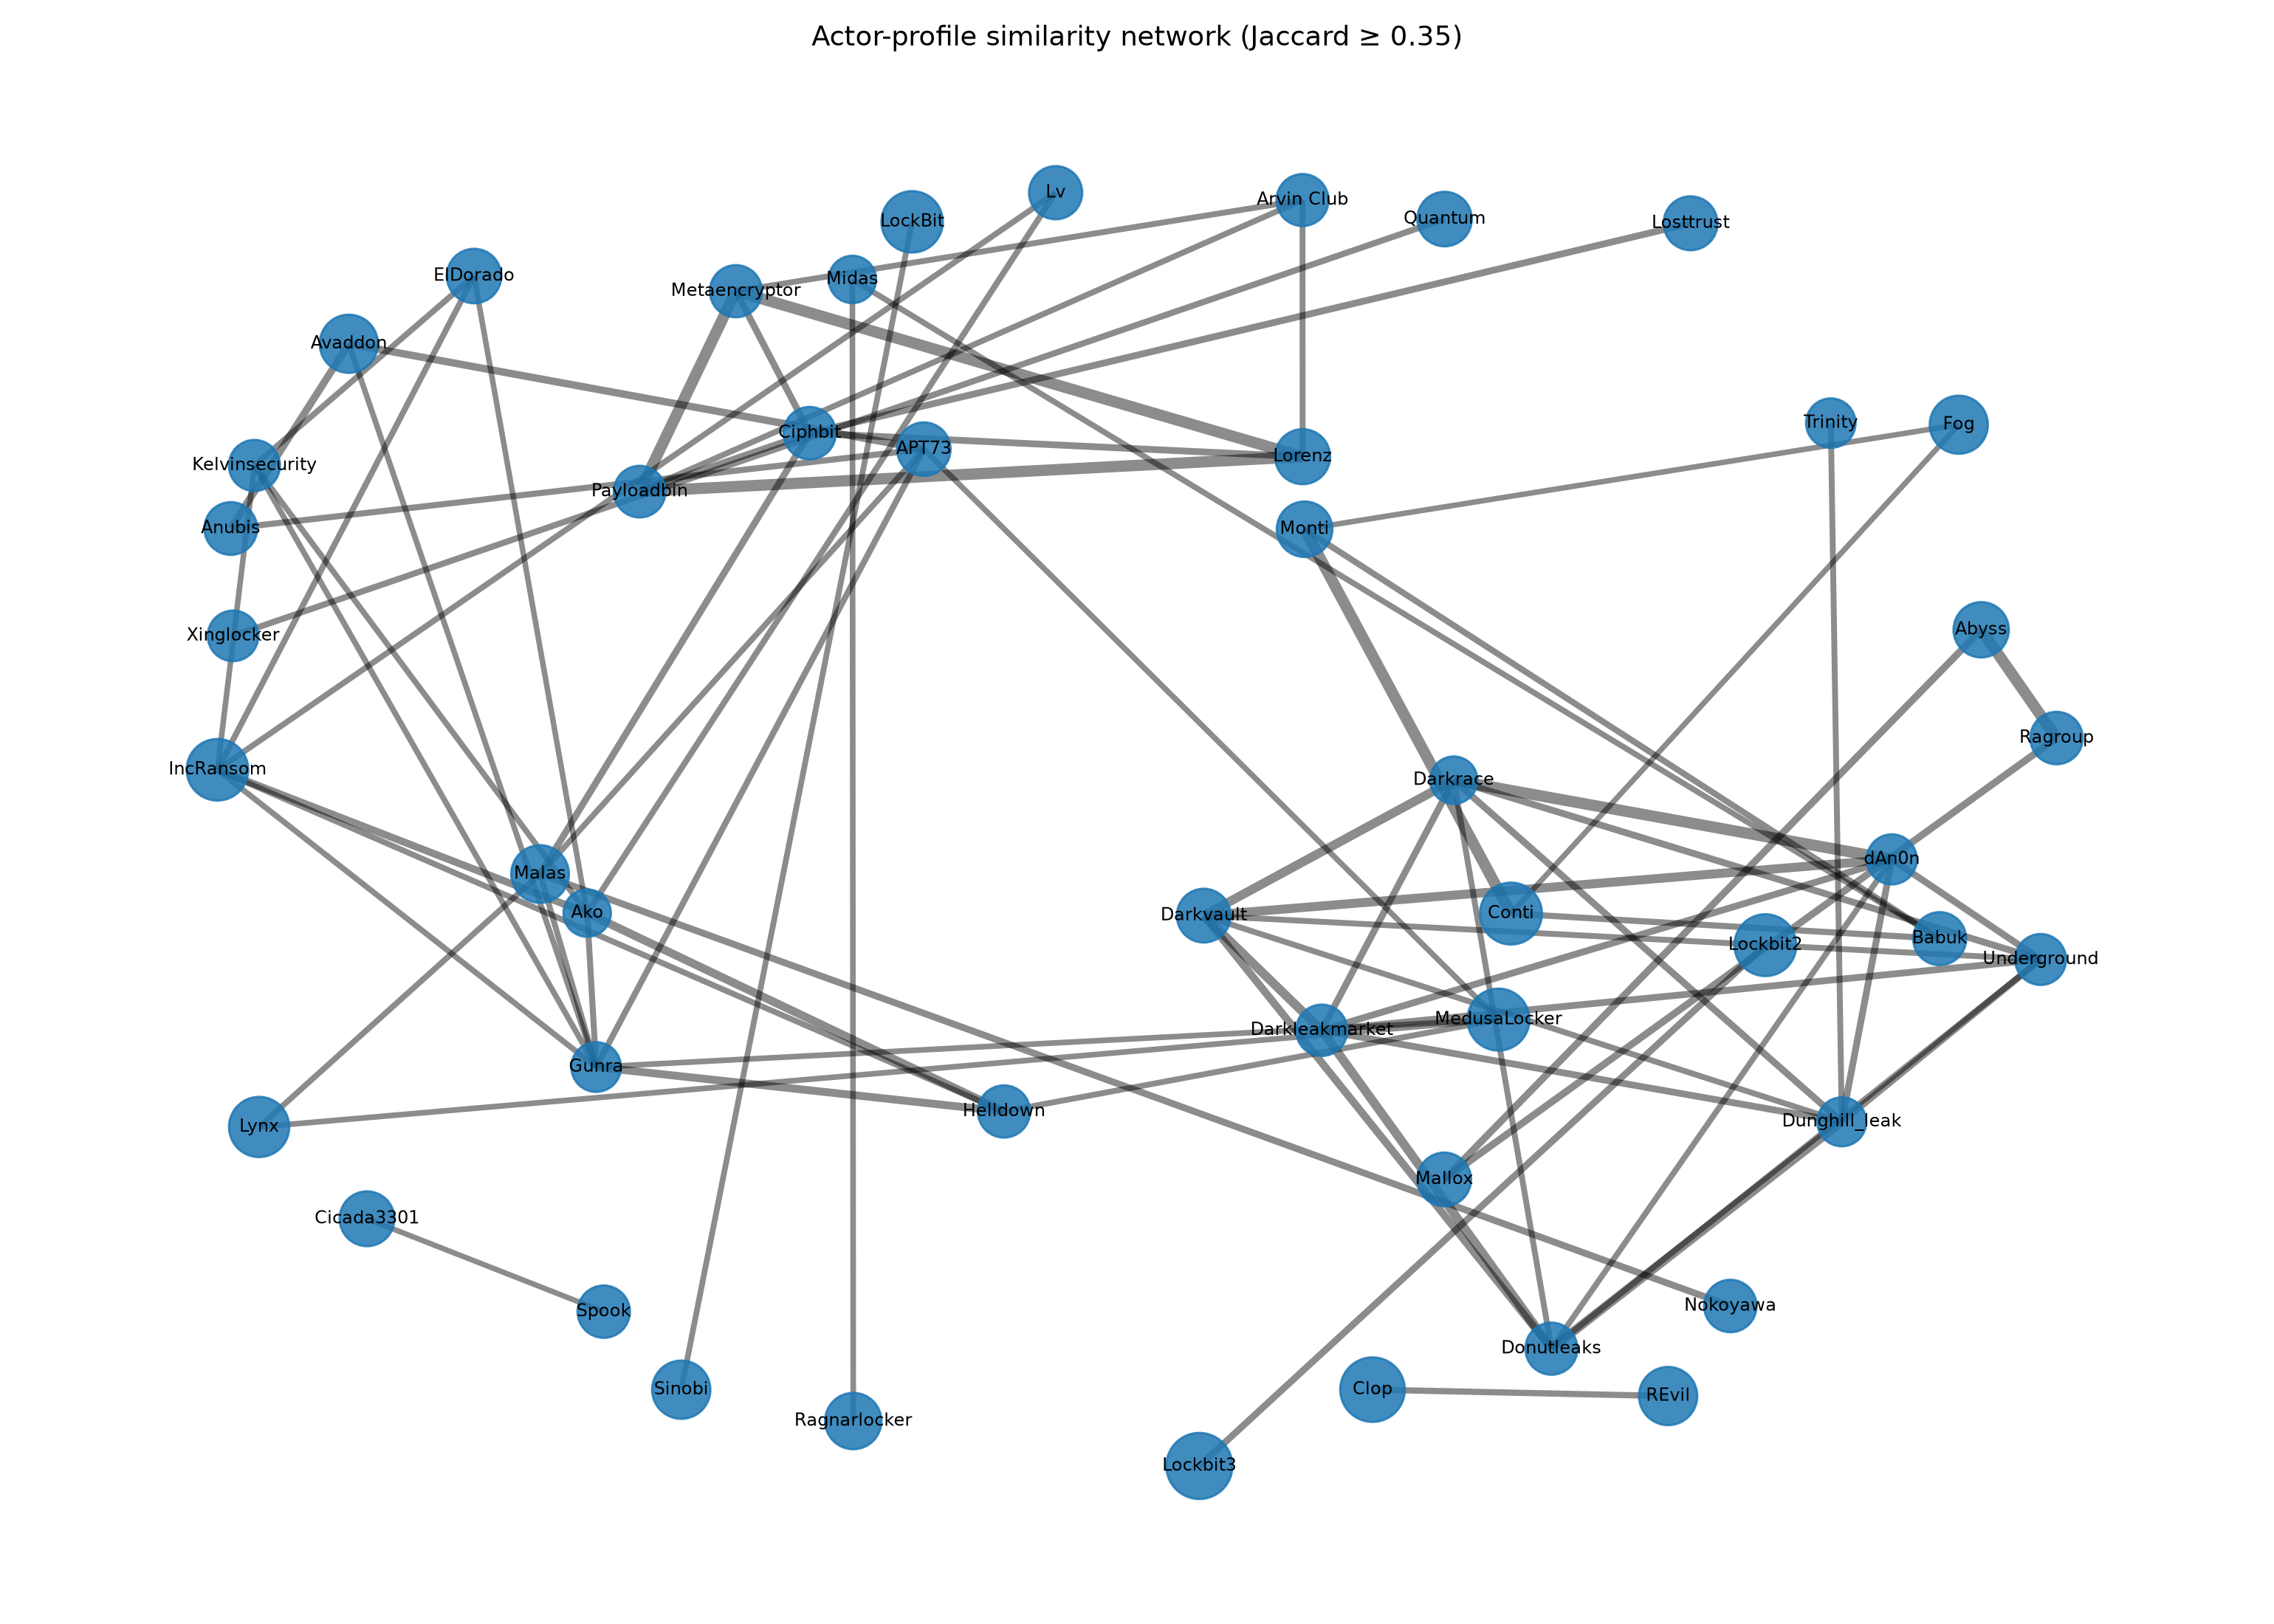 Actor-profile similarity network (Jaccard ≥ 0.35)
Lv
Arvin Club
LockBit
Quantum
Losttrust
ElDorado
Midas
Metaencryptor
Avaddon
Trinity
Fog
Ciphbit
APT73
Lorenz
Kelvinsecurity
Payloadbin
Anubis
Monti
Xinglocker
Abyss
Ragroup
IncRansom
Darkrace
dAn0n
Malas
Ako
Darkvault
Conti
Babuk
Lockbit2
Underground
MedusaLocker
Darkleakmarket
Gunra
Helldown
Dunghill_leak
Lynx
Mallox
Cicada3301
Spook
Nokoyawa
Donutleaks
Sinobi
Clop
REvil
Ragnarlocker
Lockbit3